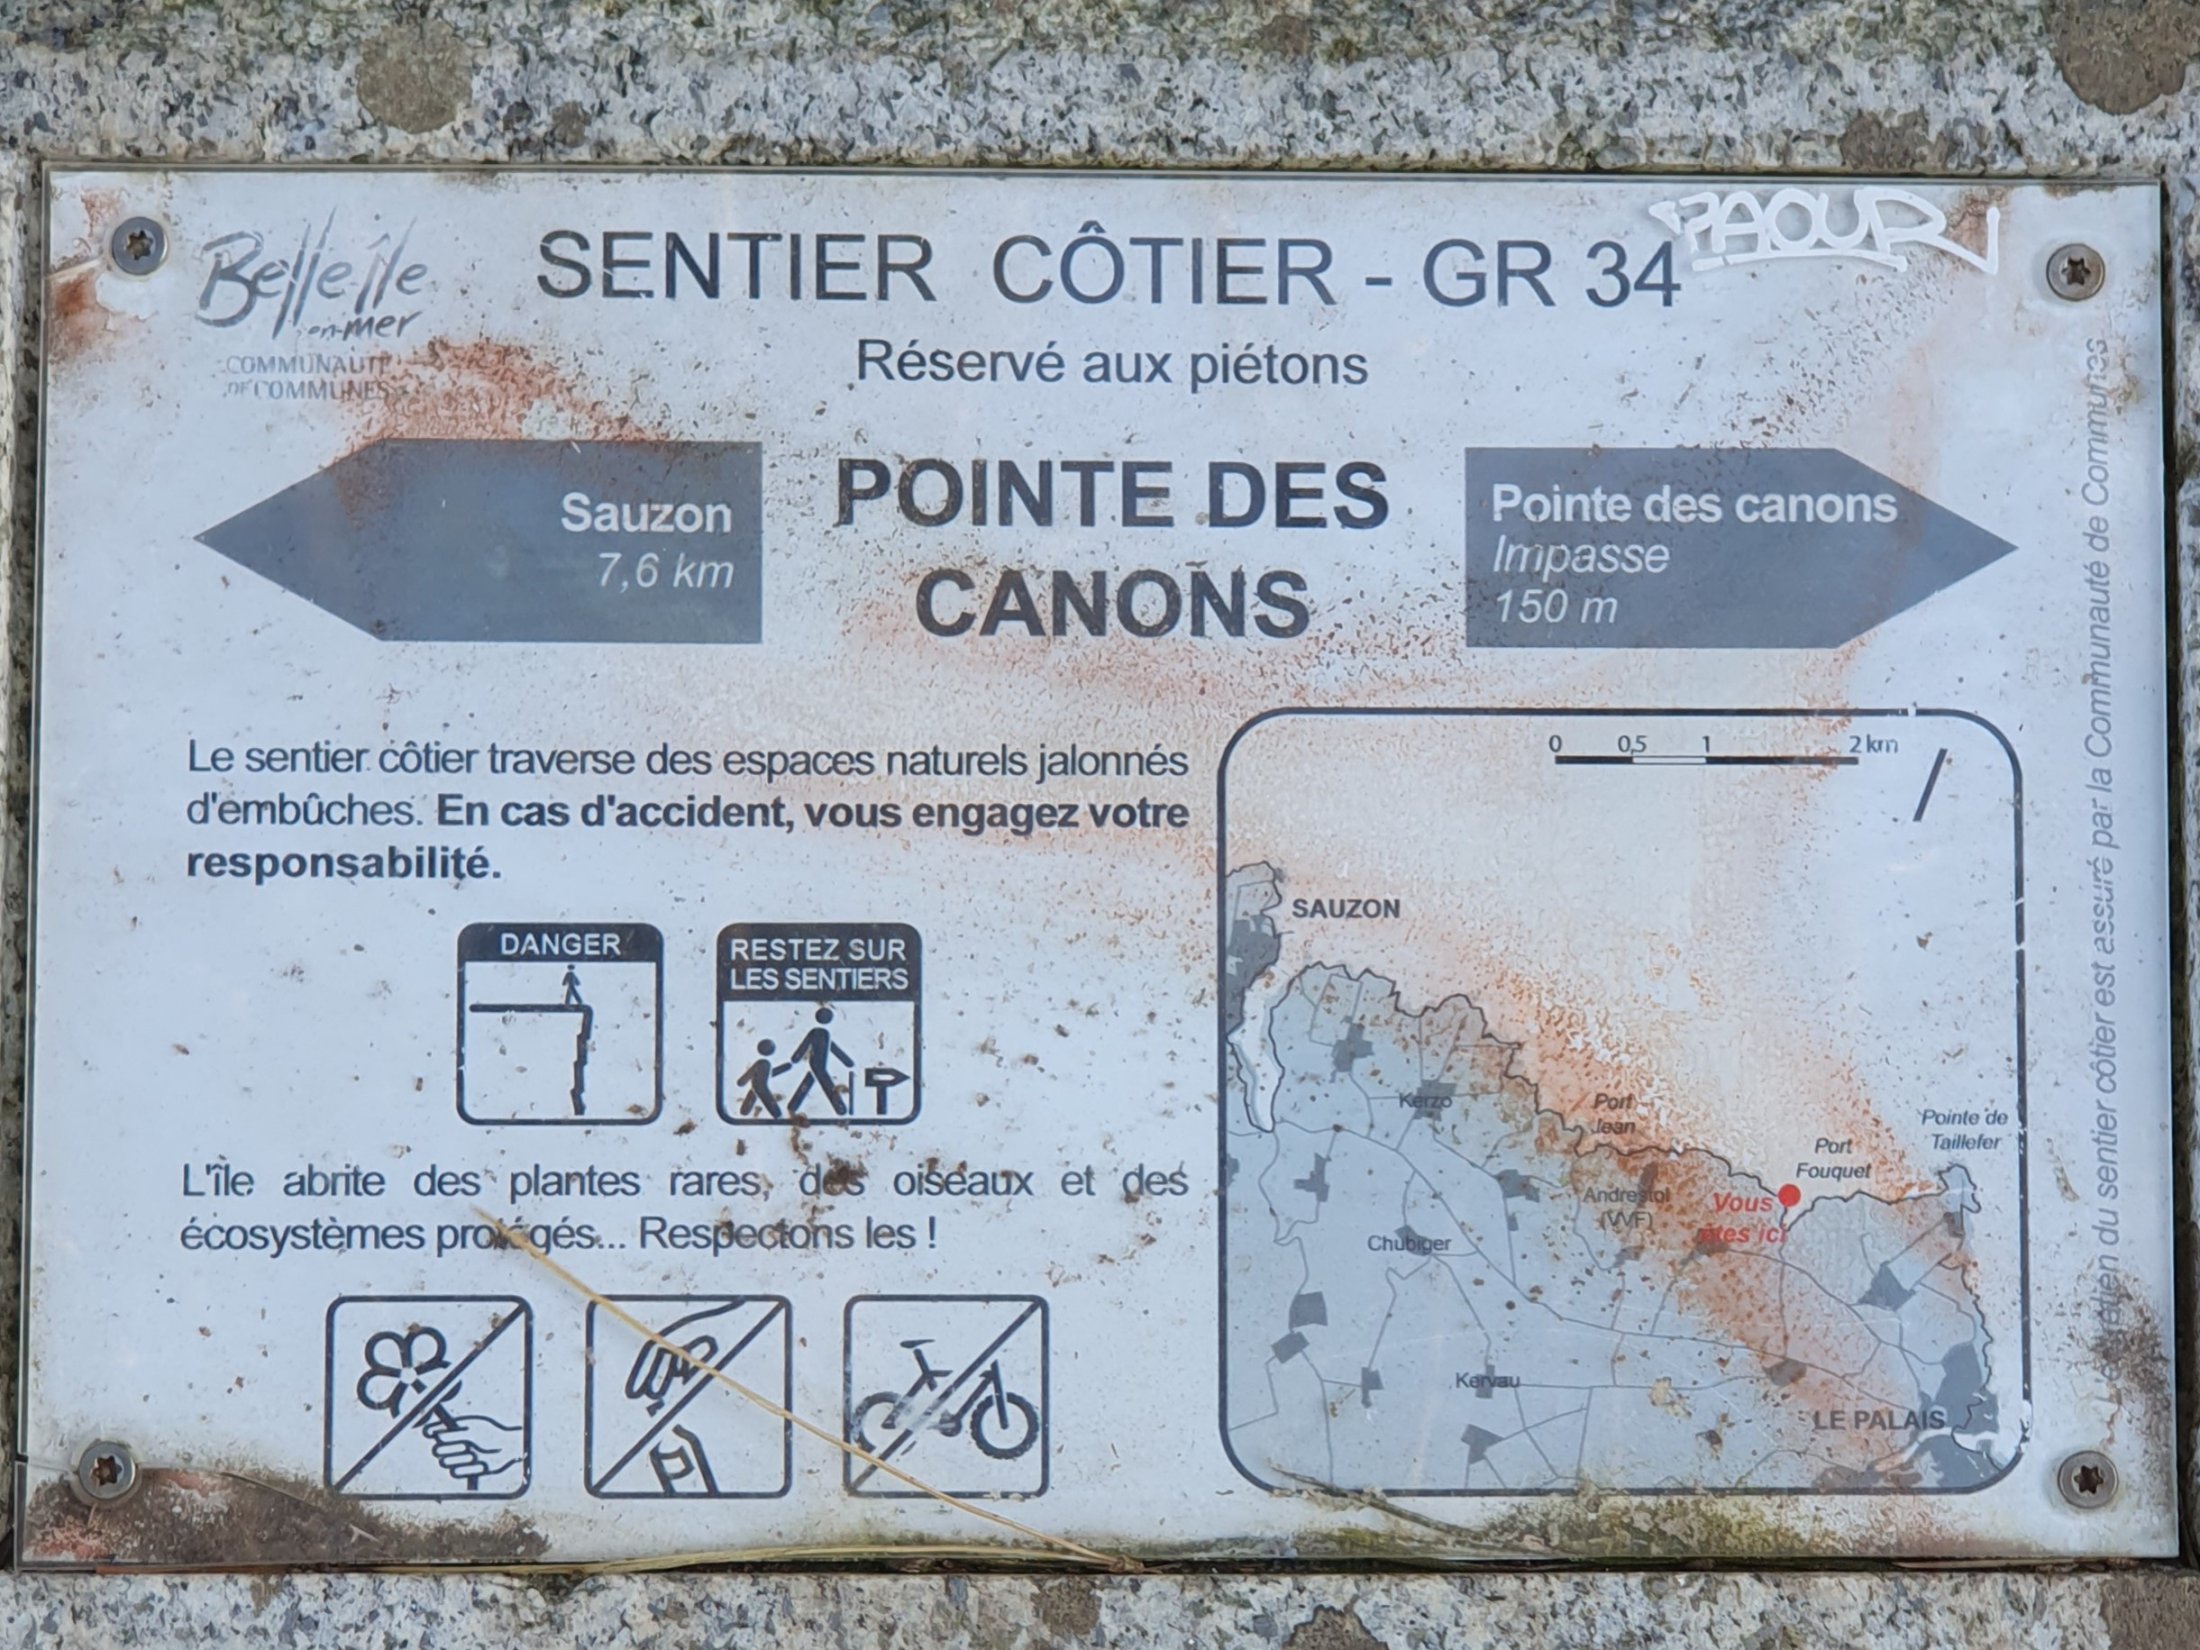 Belle-Île
en-mer
COMMUNAUTÉ
DE COMMUNES
SENTIER CÔTIER - GR 34
PAOUR
Réservé aux piétons
Sauzon
7,6 km
POINTE DES
CANONS
Pointe des canons
Impasse
150 m
Le sentier côtier traverse des espaces naturels jalonnés
d'embûches. En cas d'accident, vous engagez votre
responsabilité.
DANGER
RESTEZ SUR
LES SENTIERS
L'île abrite des plantes rares, des oiseaux et des
écosystèmes protégés... Respectons les !
0 0,5 1 2 km
SAUZON
Kerzo
Port
Jean
Port
Fouquet
Pointe de
Taillefer
Andrestol
(VVF)
Vous
êtes ici
Chubiger
Kervau
LE PALAIS
L'entretien du sentier côtier est assuré par la Communauté de Communes